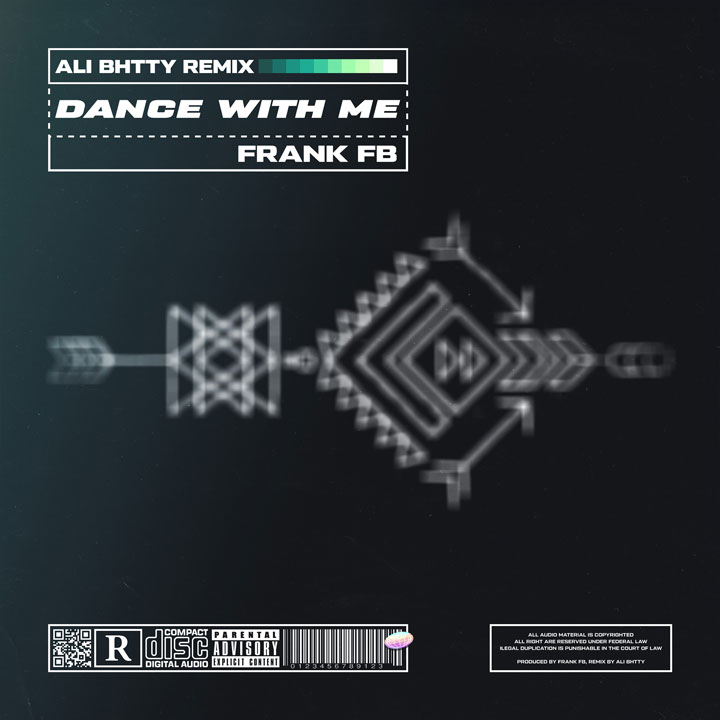 ALI BHTTY REMIX
DANCE WITH ME
FRANK FB
R
COMPACT
disc
DIGITAL AUDIO
PARENTAL
ADVISORY
EXPLICIT CONTENT
0123456789123
ALL AUDIO MATERIAL IS COPYRIGHTED
ALL RIGHT ARE RESERVED UNDER FEDERAL LAW
ILEGAL DUPLICATION IS PUNISHABLE IN THE COURT OF LAW
PRODUCED BY FRANK FB, REMIX BY ALI BHTTY